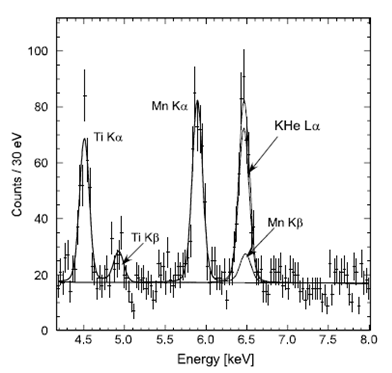 100
80
60
40
20
0
Counts / 30 eV
Ti Kα
Mn Kα
KHe Lα
Ti Kβ
Mn Kβ
4.5 5.0 5.5 6.0 6.5 7.0 7.5 8.0
Energy [keV]